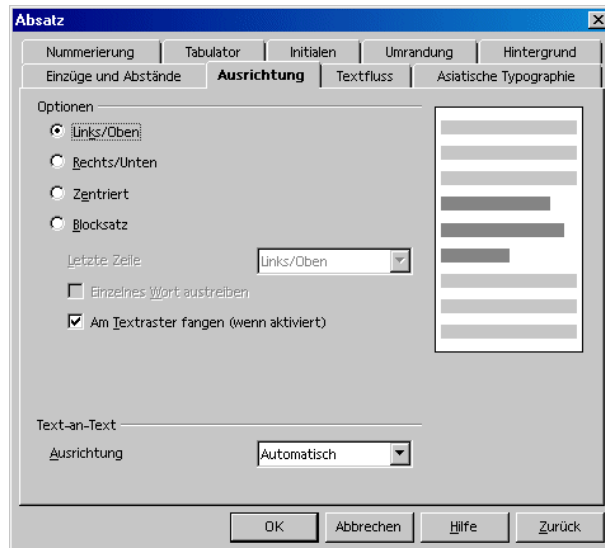 Absatz
Nummerierung Tabulator Initialen Umrandung Hintergrund
Einzüge und Abstände Ausrichtung Textfluss Asiatische Typographie
Optionen
Links/Oben
Rechts/Unten
Zentriert
Blocksatz
Letzte Zeile Links/Oben
Einzelnes Wort austreiben
Am Textraster fangen (wenn aktiviert)
Text-an-Text
Ausrichtung Automatisch
OK Abbrechen Hilfe Zurück